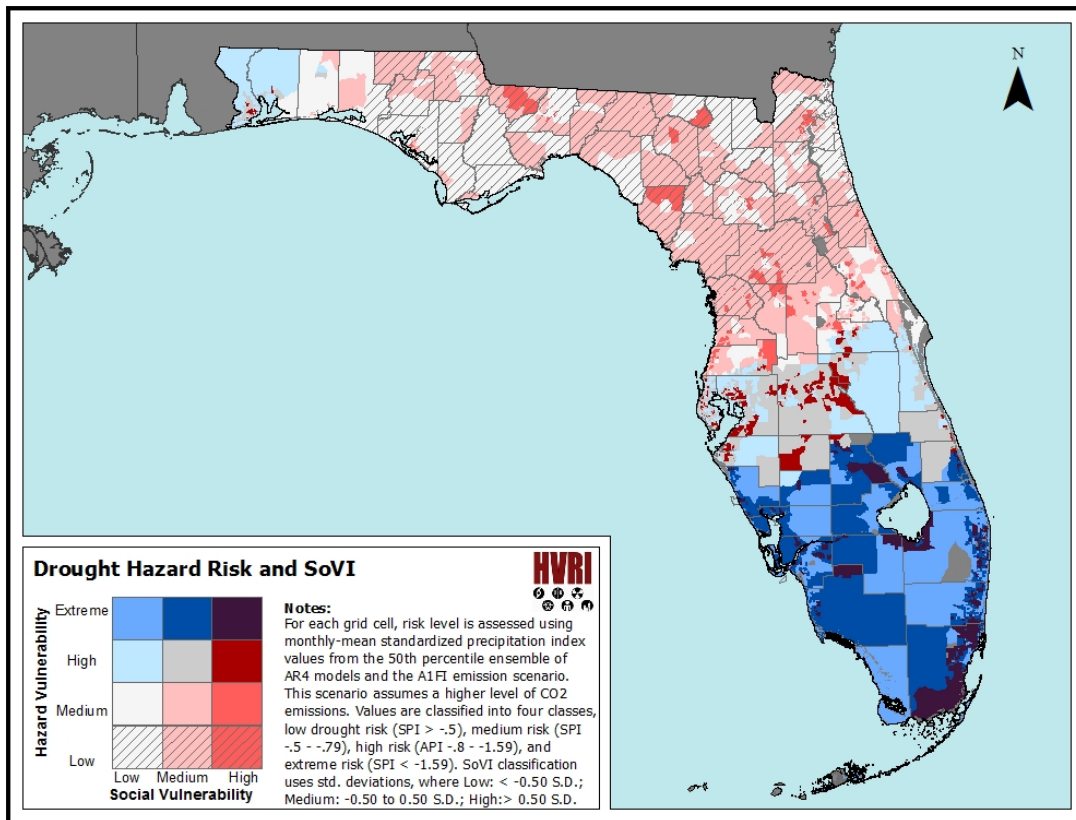 N
Drought Hazard Risk and SoVI
HVRI
Hazard Vulnerability
Extreme
High
Medium
Low
Low Medium High
Social Vulnerability
Notes:
For each grid cell, risk level is assessed using
monthly-mean standardized precipitation index
values from the 50th percentile ensemble of
AR4 models and the A1FI emission scenario.
This scenario assumes a higher level of CO2
emissions. Values are classified into four classes,
low drought risk (SPI > -.5), medium risk (SPI
-.5 - -.79), high risk (API -.8 - -1.59), and
extreme risk (SPI < -1.59). SoVI classification
uses std. deviations, where Low: < -0.50 S.D.;
Medium: -0.50 to 0.50 S.D.; High:> 0.50 S.D.